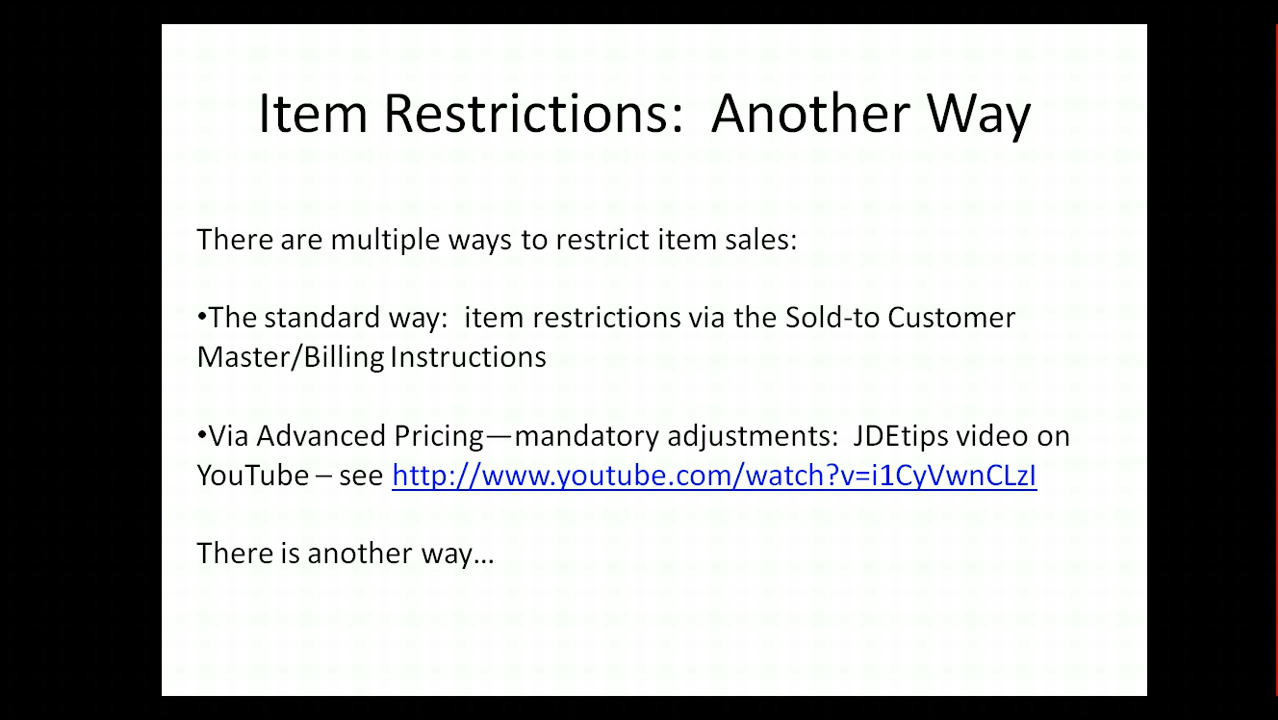 Item Restrictions:  Another Way
There are multiple ways to restrict item sales:
•The standard way:  item restrictions via the Sold-to Customer
Master/Billing Instructions
•Via Advanced Pricing—mandatory adjustments:  JDEtips video on
YouTube – see http://www.youtube.com/watch?v=i1CyVwnCLzI
There is another way…